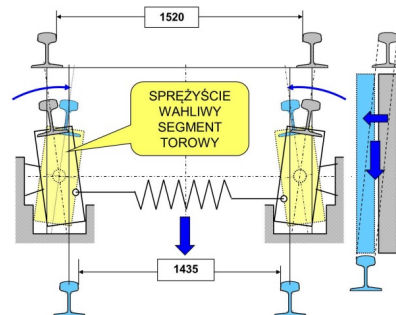 1520
SPRĘŻYŚCIE
WAHLIWY
SEGMENT
TOROWY
1435